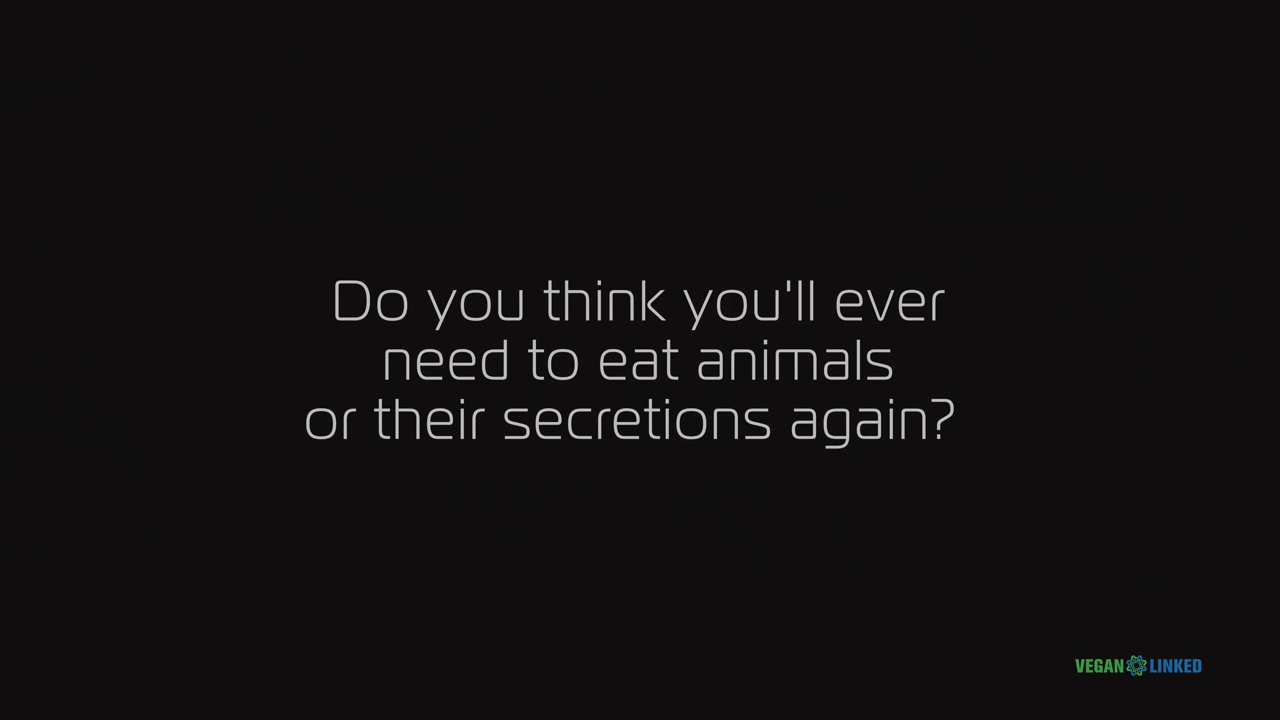 Do you think you'll ever
need to eat animals
or their secretions again?
VEGAN LINKED